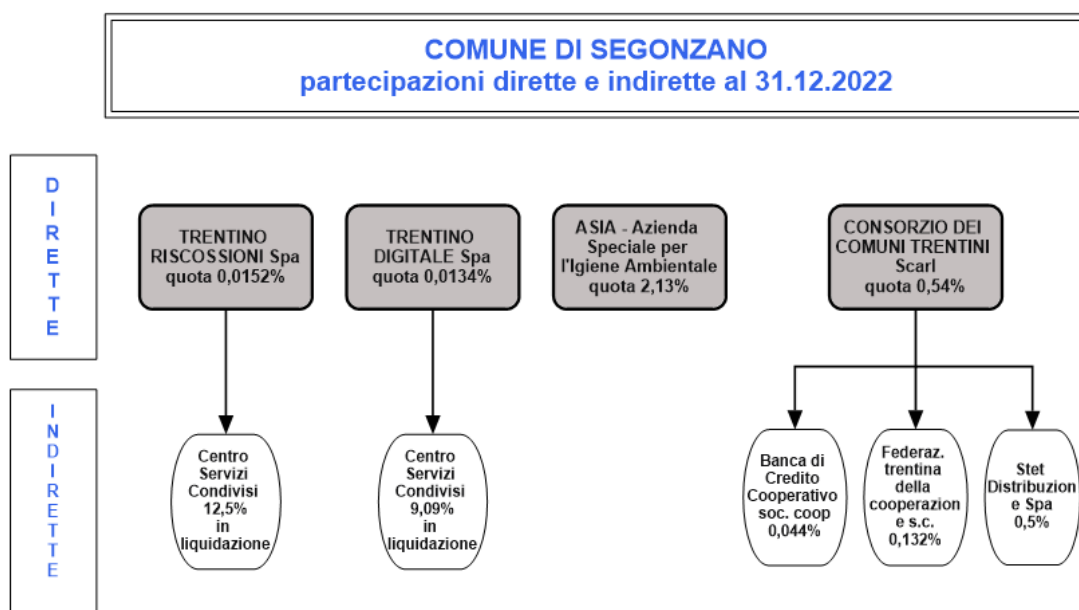 COMUNE DI SEGONZANO
partecipazioni dirette e indirette al 31.12.2022
DIRETTE
TRENTINO
RISCOSSIONI Spa
quota 0,0152%
TRENTINO
DIGITALE Spa
quota 0,0134%
ASIA - Azienda
Speciale per
l'Igiene Ambientale
quota 2,13%
CONSORZIO DEI
COMUNI TRENTINI
Scarl
quota 0,54%
INDIRETTE
Centro
Servizi
Condivisi
12,5%
in
liquidazione
Centro
Servizi
Condivisi
9,09%
in
liquidazione
Banca di
Credito
Cooperativo
soc. coop
0,044%
Federaz.
trentina
della
cooperazion
e s.c.
0,132%
Stet
Distribuzion
e Spa
0,5%